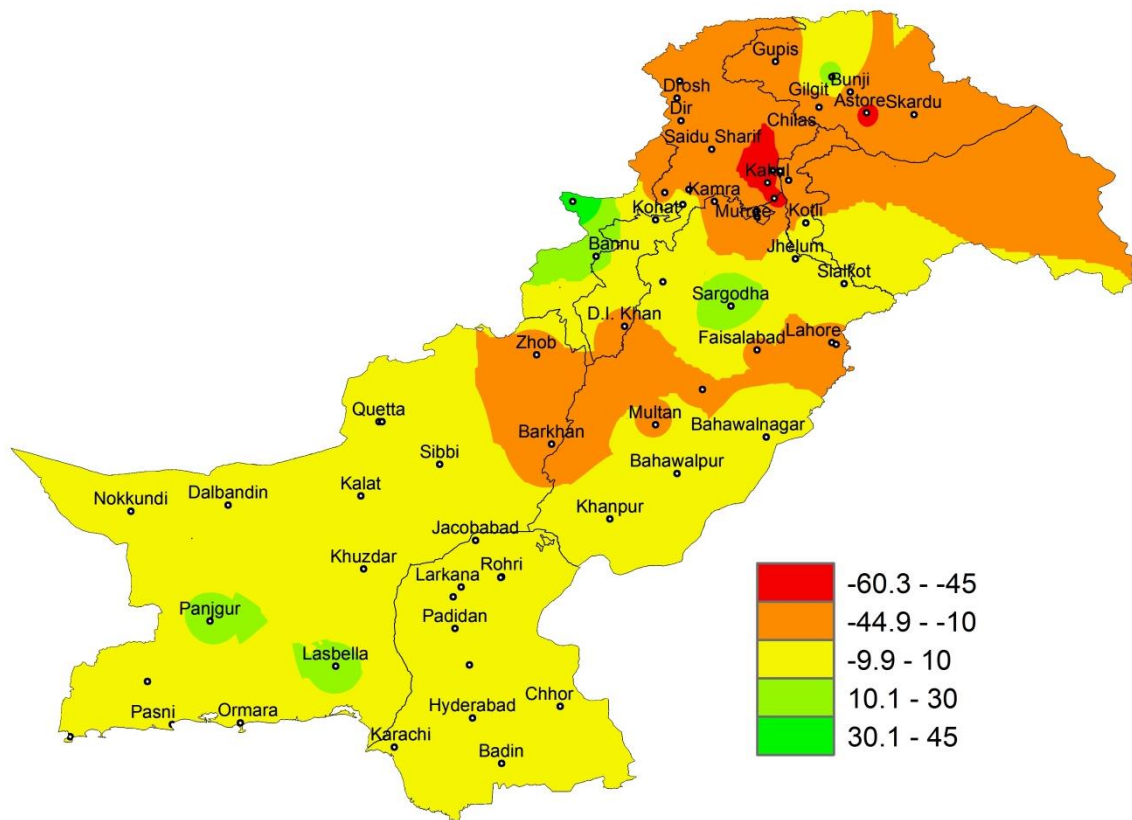 Gupis
Bunji
Drosh
Gilgit
Astore
Skardu
Dir
Chilas
Saidu Sharif
Kakul
Kamra
Kohat
Murree
Kotli
Bannu
Jhelum
Sialkot
Sargodha
D.I. Khan
Lahore
Zhob
Faisalabad
Quetta
Multan
Bahawalnagar
Barkhan
Sibbi
Bahawalpur
Kalat
Nokkundi
Dalbandin
Khanpur
Jacobabad
Khuzdar
Rohri
Larkana
Panjgur
Padidan
Lasbella
Chhor
Pasni
Ormara
Hyderabad
Karachi
Badin
-60.3 - -45
-44.9 - -10
-9.9 - 10
10.1 - 30
30.1 - 45